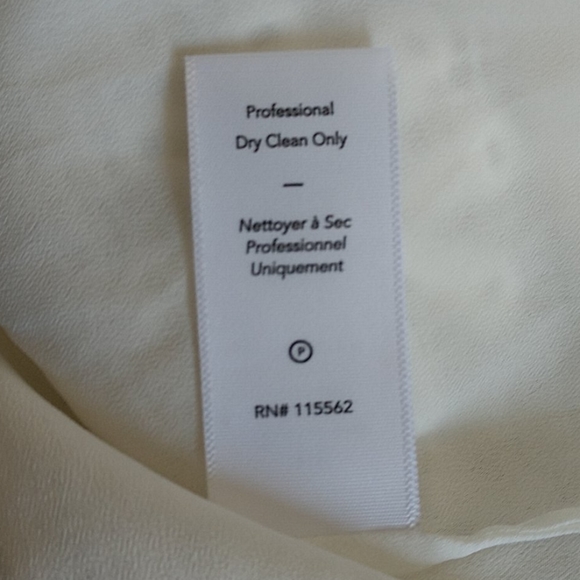 Professional
Dry Clean Only
—
Nettoyer à Sec
Professionnel
Uniquement
P
RN# 115562